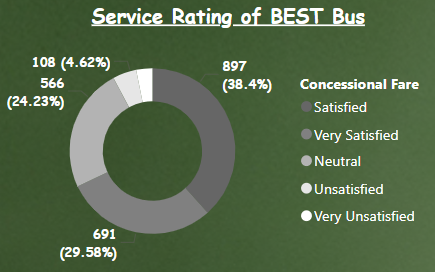 Service Rating of BEST Bus
108 (4.62%)
897
(38.4%)
566
(24.23%)
691
(29.58%)
Concessional Fare
Satisfied
Very Satisfied
Neutral
Unsatisfied
Very Unsatisfied